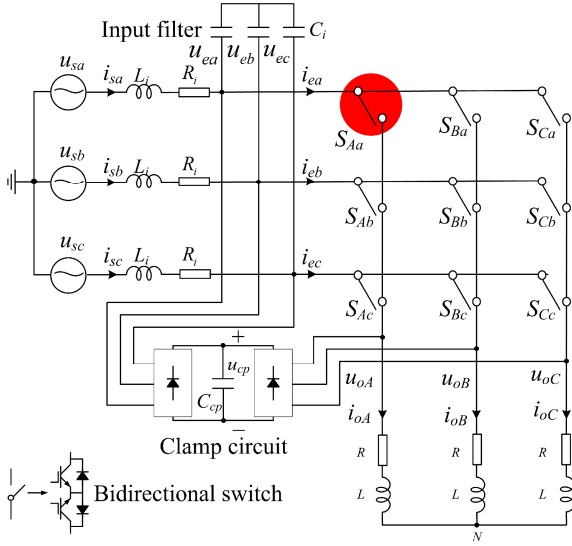 Input filter
C_i
u_ea u_eb u_ec
u_sa
i_sa L_i R_i i_ea
S_Aa S_Ba S_Ca
u_sb
i_sb L_i R_i i_eb
S_Ab S_Bb S_Cb
u_sc
i_sc L_i R_i i_ec
S_Ac S_Bc S_Cc
+
u_cp
C_cp
−
Clamp circuit
u_oA u_oB u_oC
i_oA i_oB i_oC
R R R
L L L
N
Bidirectional switch